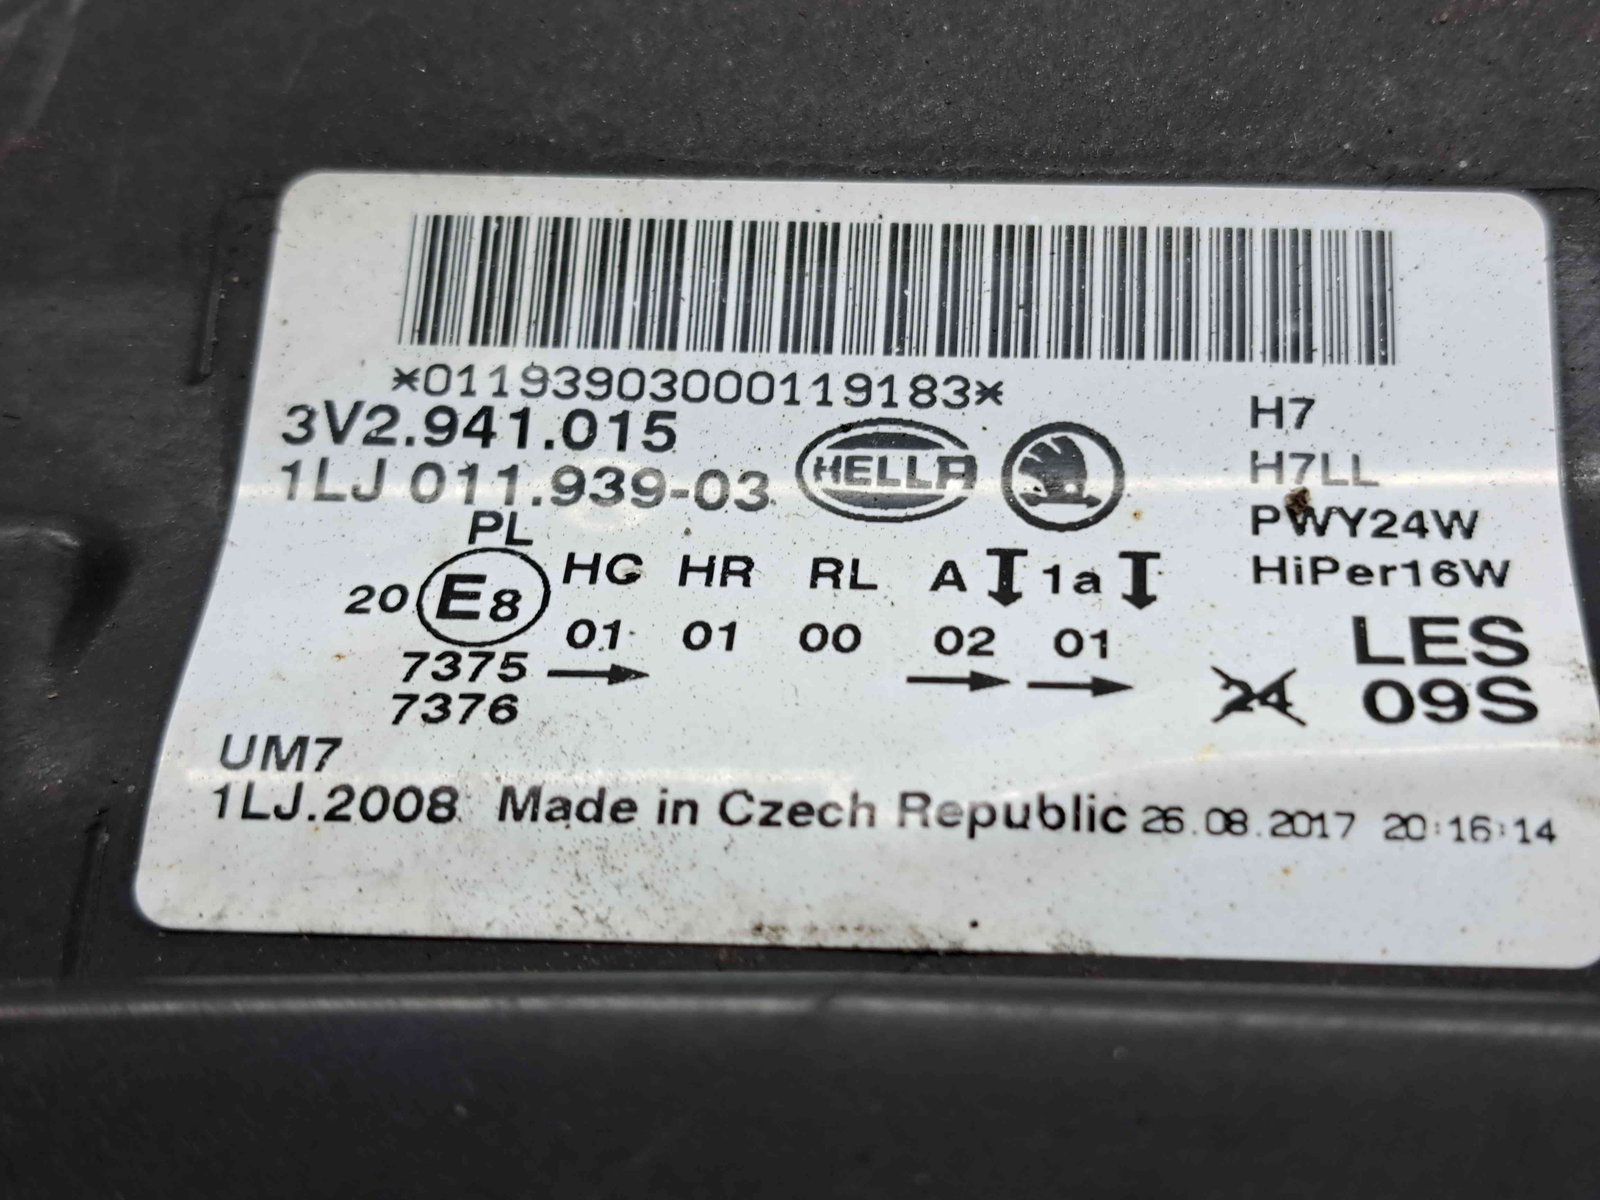 *01193903000119183*
3V2.941.015
1LJ 011.939-03
HELLA
H7
H7LL
PWY24W
HiPer16W
PL
20 E8 HC HR RL A 1a
01 01 00 02 01
7375
7376
24
LES
09S
UM7
1LJ.2008 Made in Czech Republic 26.08.2017 20:16:14